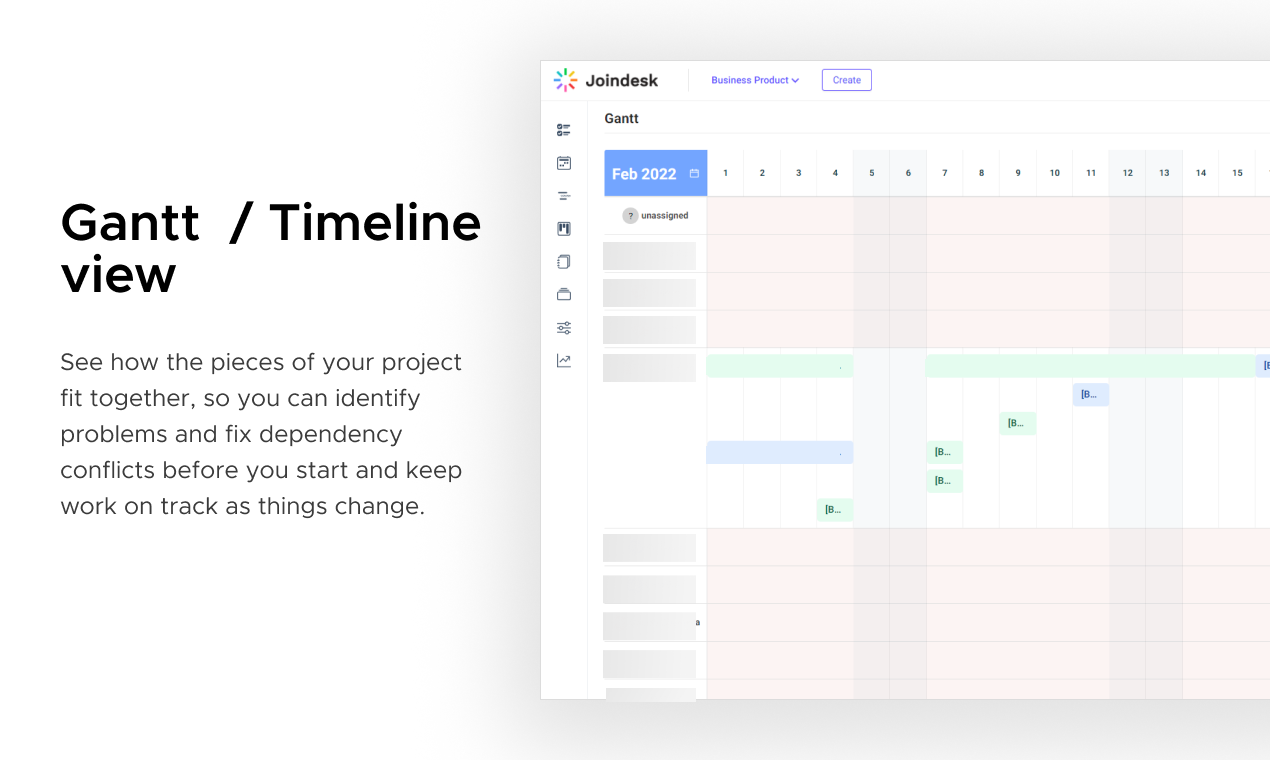 Gantt / Timeline
view
See how the pieces of your project
fit together, so you can identify
problems and fix dependency
conflicts before you start and keep
work on track as things change.
Joindesk
Business Product
Create
Gantt
Feb 2022 1 2 3 4 5 6 7 8 9 10 11 12 13 14 15
? unassigned
.
[B...
[B...
. [B...
[B...
[B...
a